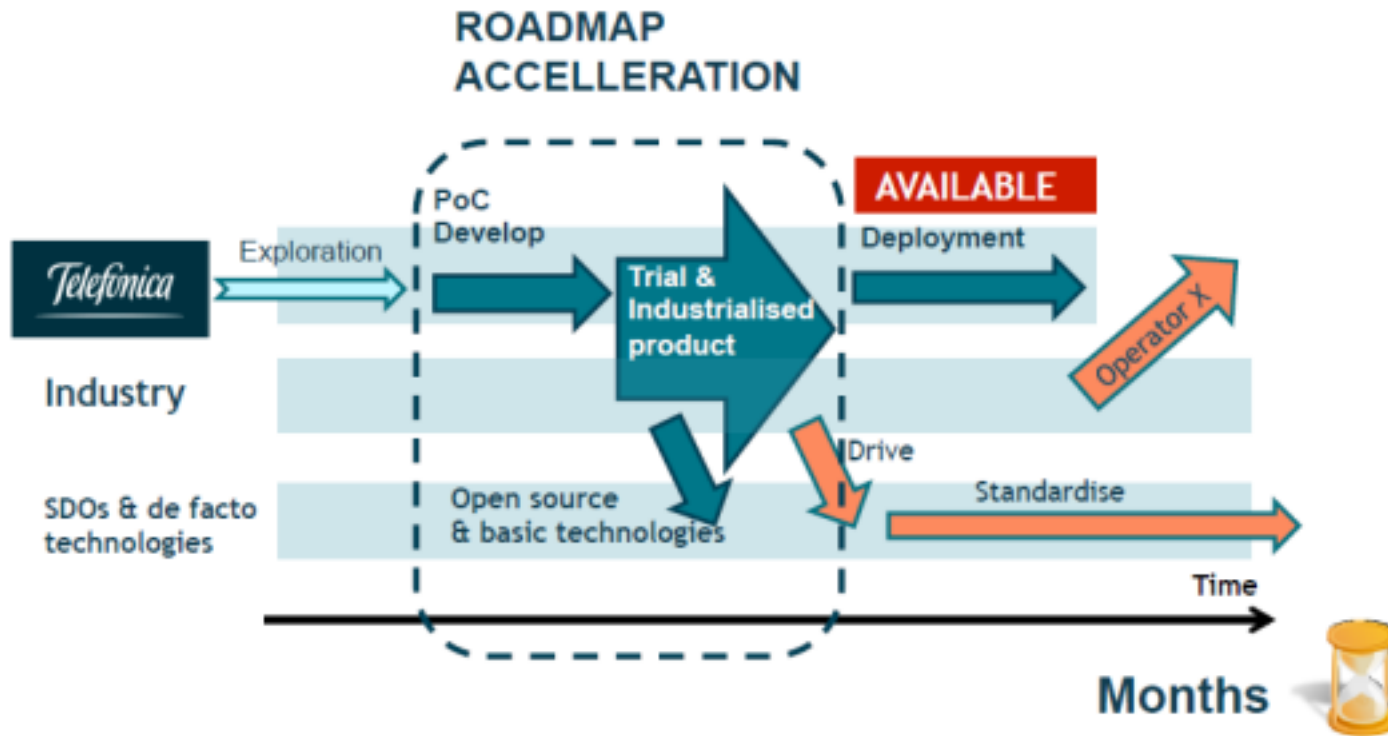 ROADMAP
ACCELLERATION
AVAILABLE
PoC
Develop
Deployment
Telefónica
Exploration
Trial &
Industrialised
product
Operator X
Industry
Drive
SDOs & de facto
technologies
Open source
& basic technologies
Standardise
Time
Months